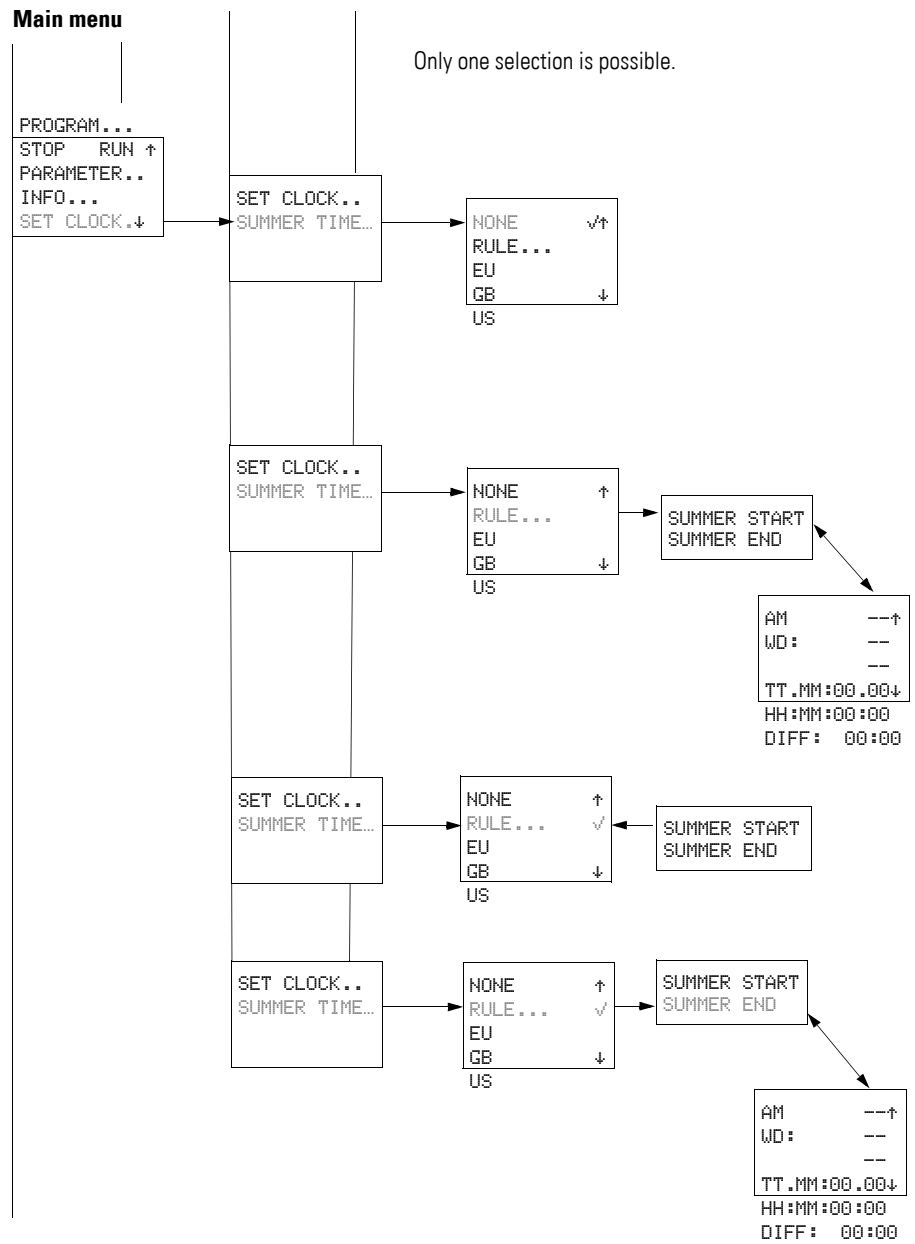 Main menu
Only one selection is possible.
PROGRAM...
STOP RUN ↑
PARAMETER..
INFO...
SET CLOCK.↓
SET CLOCK..
SUMMER TIME…
NONE √↑
RULE...
EU
GB ↓
US
SET CLOCK..
SUMMER TIME…
NONE ↑
RULE...
EU
GB ↓
US
SUMMER START
SUMMER END
AM --↑
WD: --
--
TT.MM:00.00↓
HH:MM:00:00
DIFF: 00:00
SET CLOCK..
SUMMER TIME…
NONE ↑
RULE... √
EU
GB ↓
US
SUMMER START
SUMMER END
SET CLOCK..
SUMMER TIME…
NONE ↑
RULE... √
EU
GB ↓
US
SUMMER START
SUMMER END
AM --↑
WD: --
--
TT.MM:00.00↓
HH:MM:00:00
DIFF: 00:00